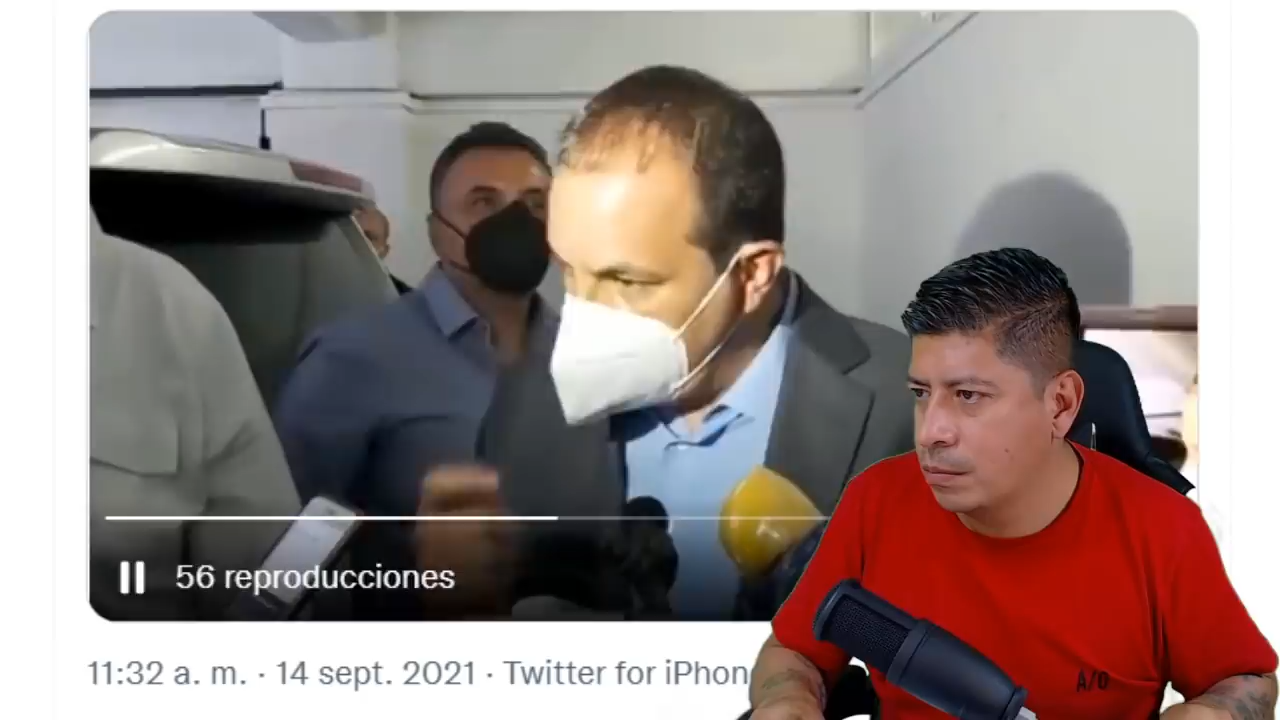 56 reproducciones
11:32 a. m. · 14 sept. 2021 · Twitter for iPhon
A/O